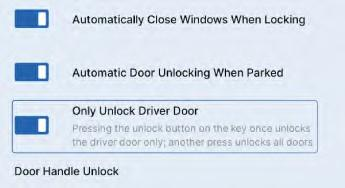 Automatically Close Windows When Locking
Automatic Door Unlocking When Parked
Only Unlock Driver Door
Pressing the unlock button on the key once unlocks
the driver door only; another press unlocks all doors
Door Handle Unlock